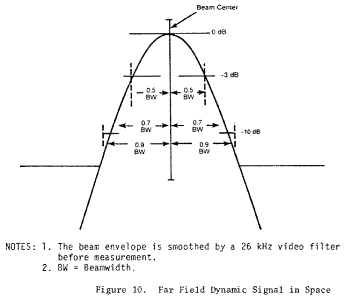 Beam Center
0 dB
-3 dB
0.5 BW
0.5 BW
0.7 BW
0.7 BW
-10 dB
0.9 BW
0.9 BW
NOTES: 1. The beam envelope is smoothed by a 26 kHz video filter
before measurement.
2. BW = Beamwidth.
Figure 10. Far Field Dynamic Signal in Space